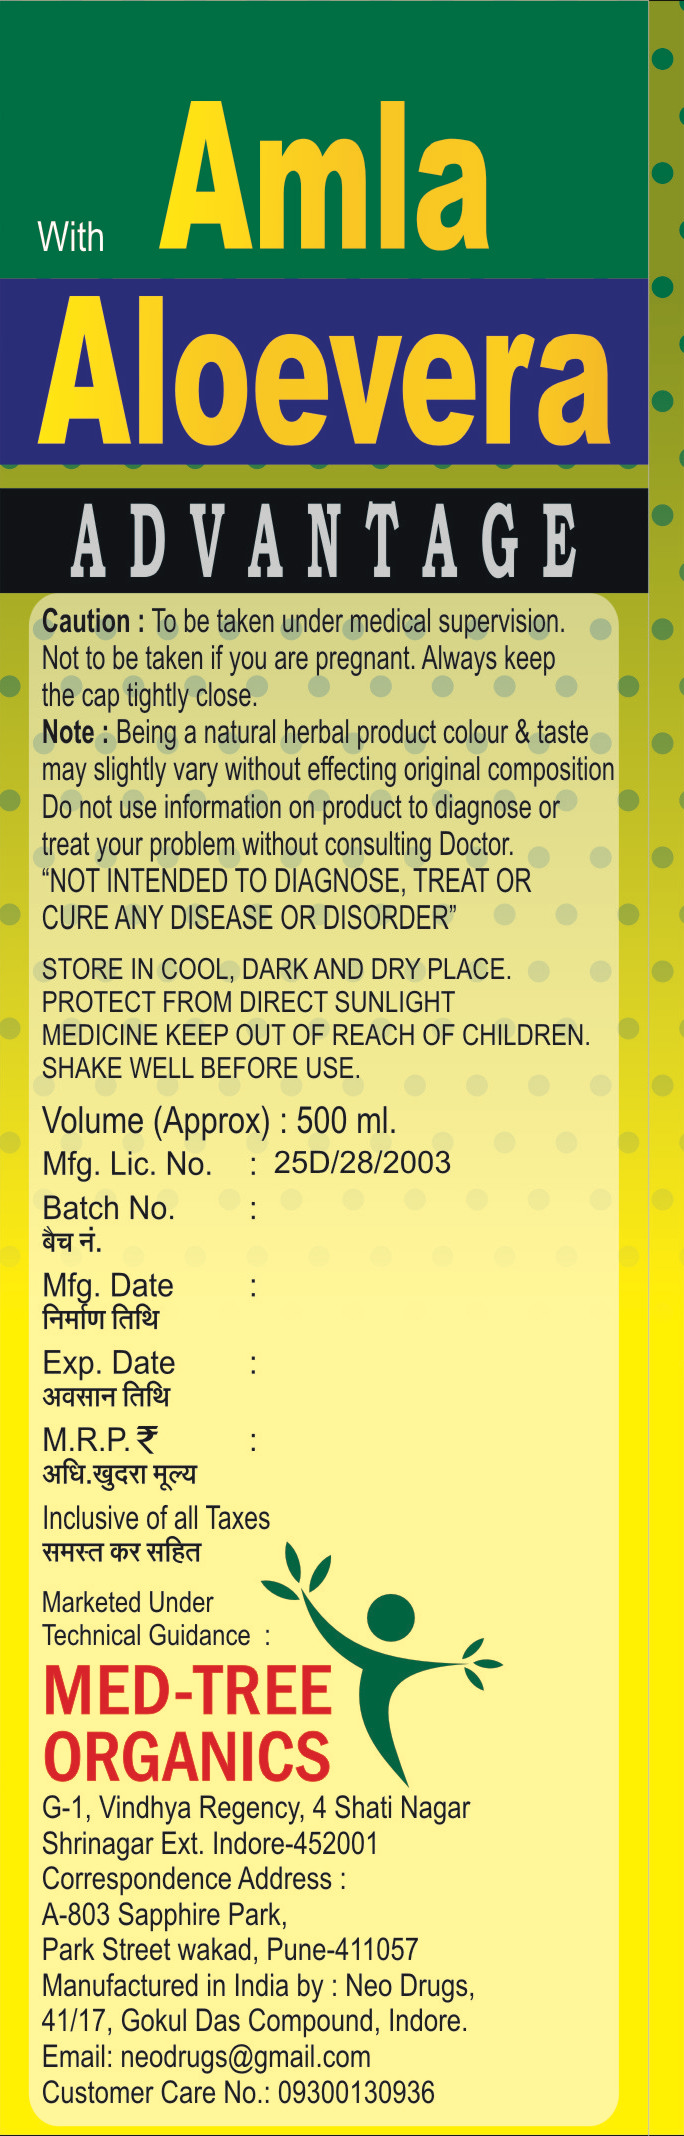 With Amla
Aloevera
ADVANTAGE
Caution : To be taken under medical supervision.
Not to be taken if you are pregnant. Always keep
the cap tightly close.
Note : Being a natural herbal product colour & taste
may slightly vary without effecting original composition
Do not use information on product to diagnose or
treat your problem without consulting Doctor.
“NOT INTENDED TO DIAGNOSE, TREAT OR
CURE ANY DISEASE OR DISORDER”
STORE IN COOL, DARK AND DRY PLACE.
PROTECT FROM DIRECT SUNLIGHT
MEDICINE KEEP OUT OF REACH OF CHILDREN.
SHAKE WELL BEFORE USE.
Volume (Approx) : 500 ml.
Mfg. Lic. No. : 25D/28/2003
Batch No. :
बैच नं.
Mfg. Date :
निर्माण तिथि
Exp. Date :
अवसान तिथि
M.R.P. ₹ :
अधि.खुदरा मूल्य
Inclusive of all Taxes
समस्त कर सहित
Marketed Under
Technical Guidance :
MED-TREE
ORGANICS
G-1, Vindhya Regency, 4 Shati Nagar
Shrinagar Ext. Indore-452001
Correspondence Address :
A-803 Sapphire Park,
Park Street wakad, Pune-411057
Manufactured in India by : Neo Drugs,
41/17, Gokul Das Compound, Indore.
Email: neodrugs@gmail.com
Customer Care No.: 09300130936